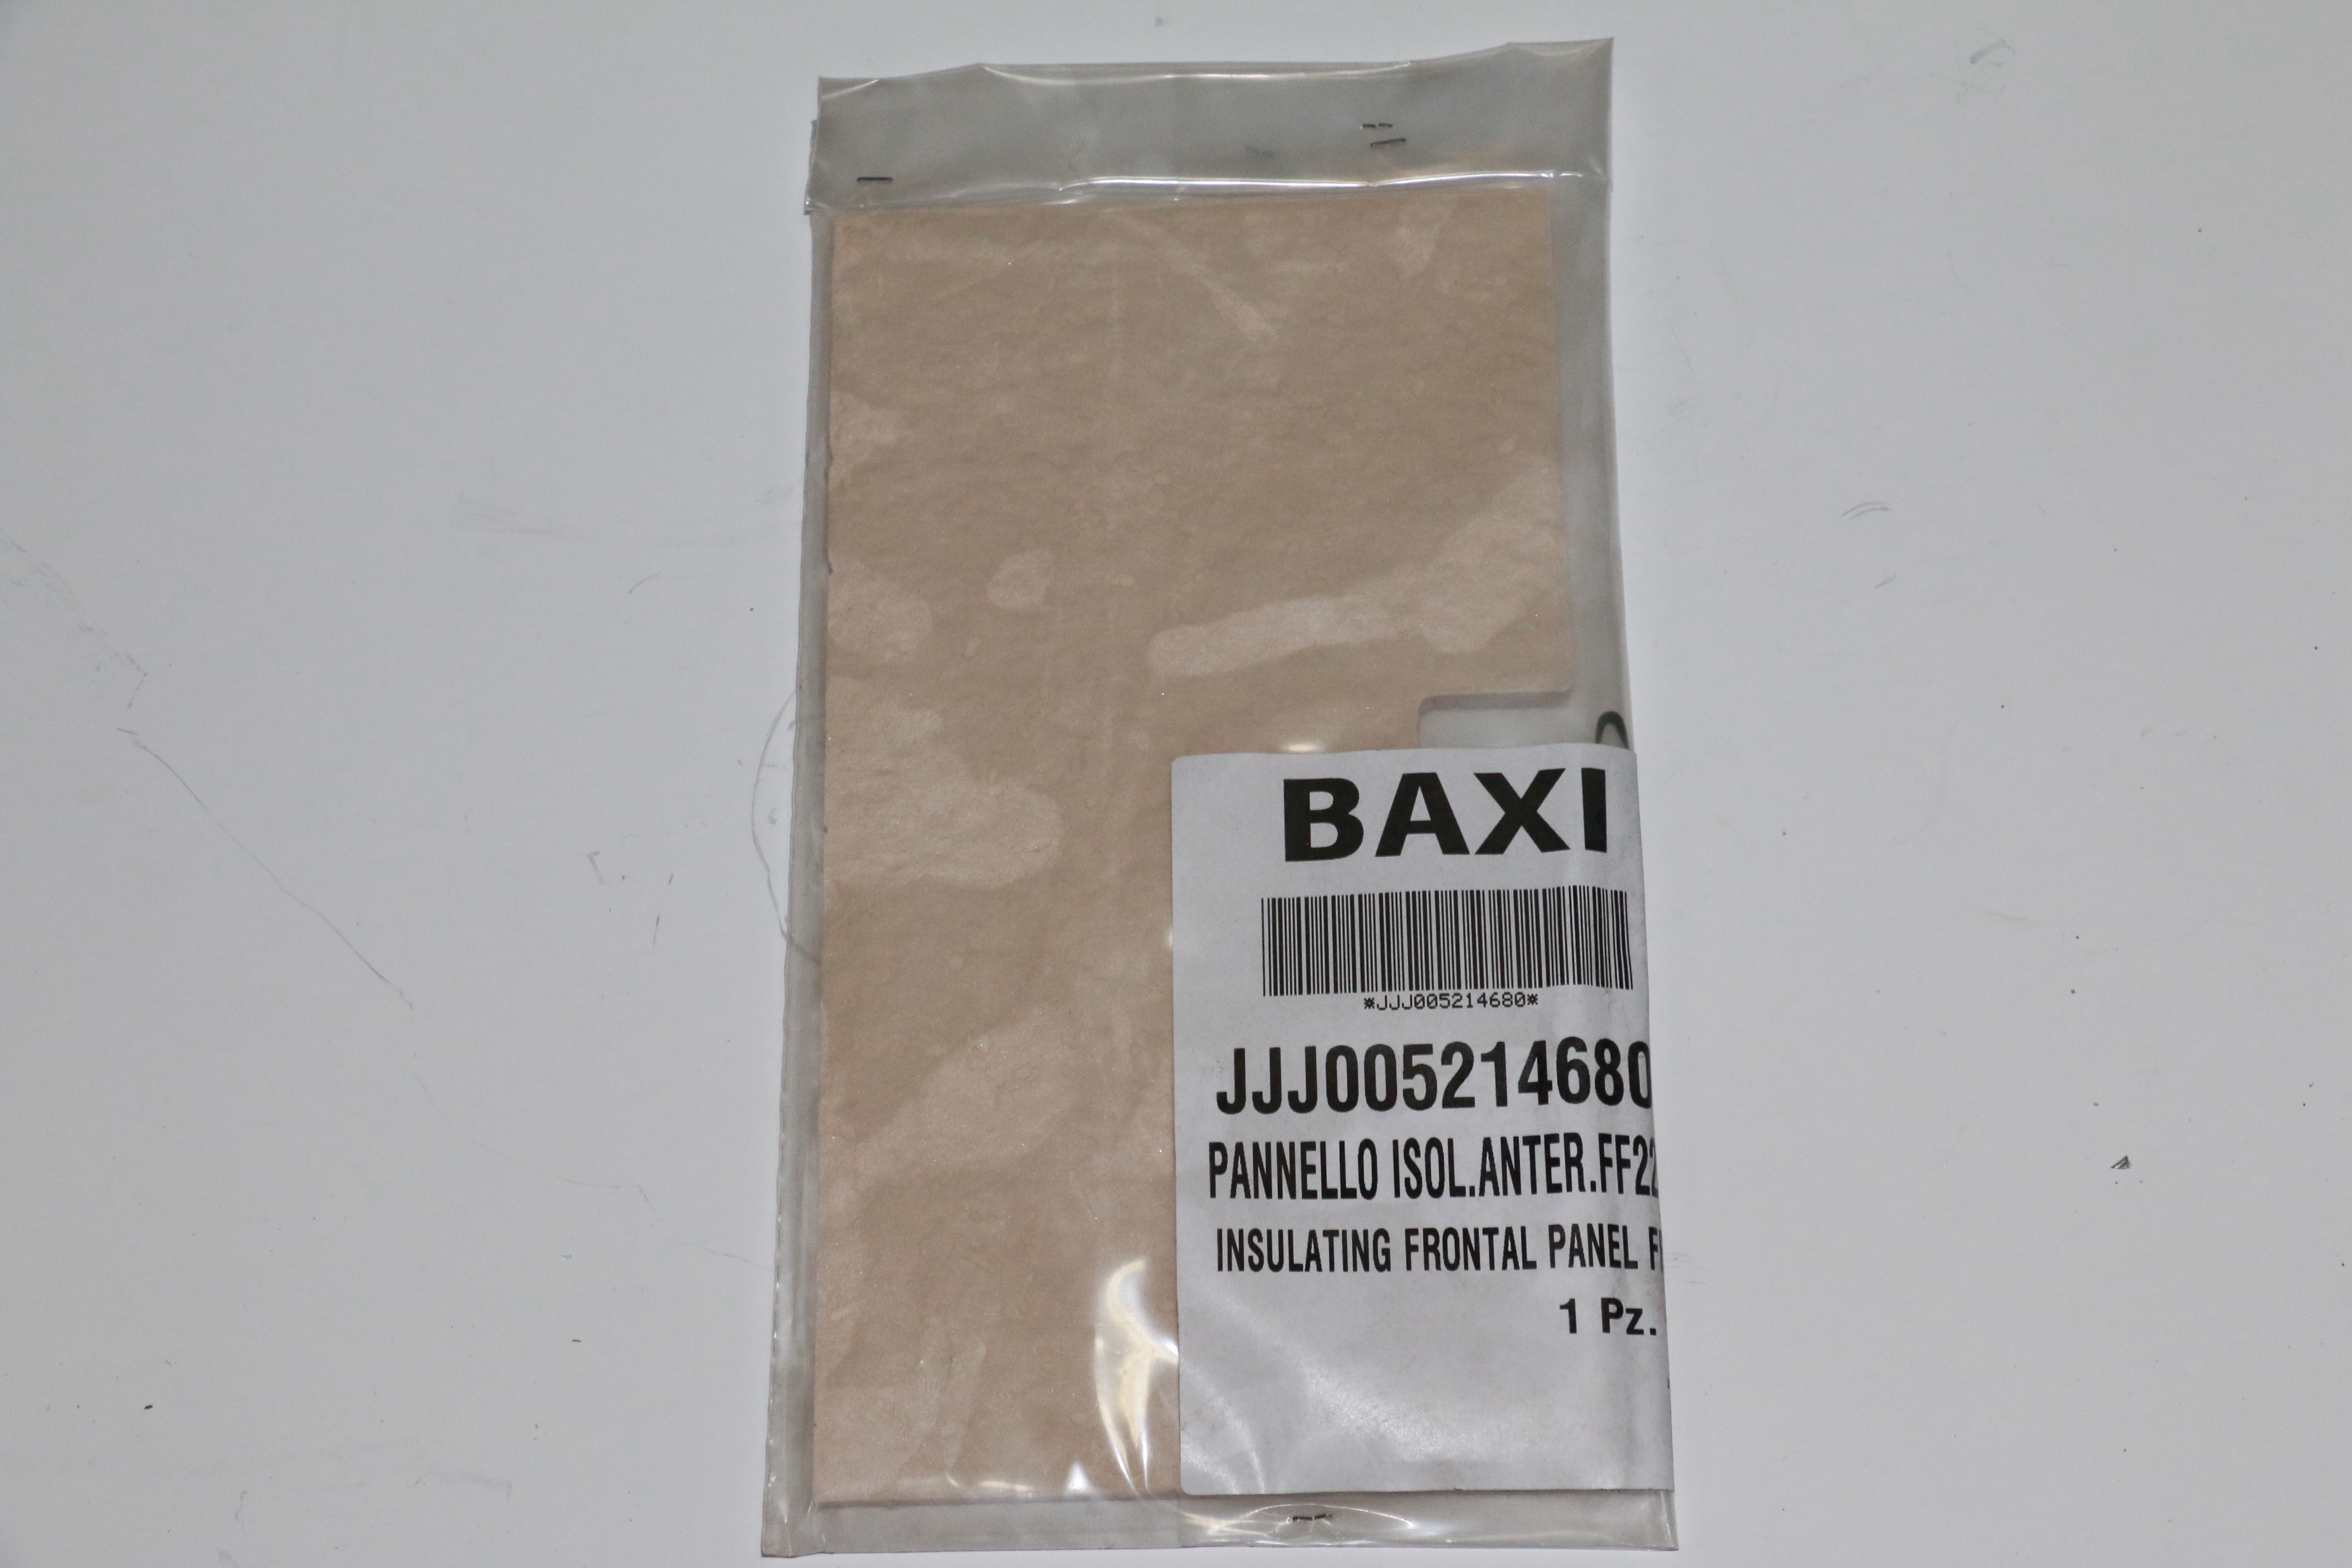 BAXI
*JJJ005214680*
JJJ005214680
PANNELLO ISOL.ANTER.FF22
INSULATING FRONTAL PANEL
1 Pz.